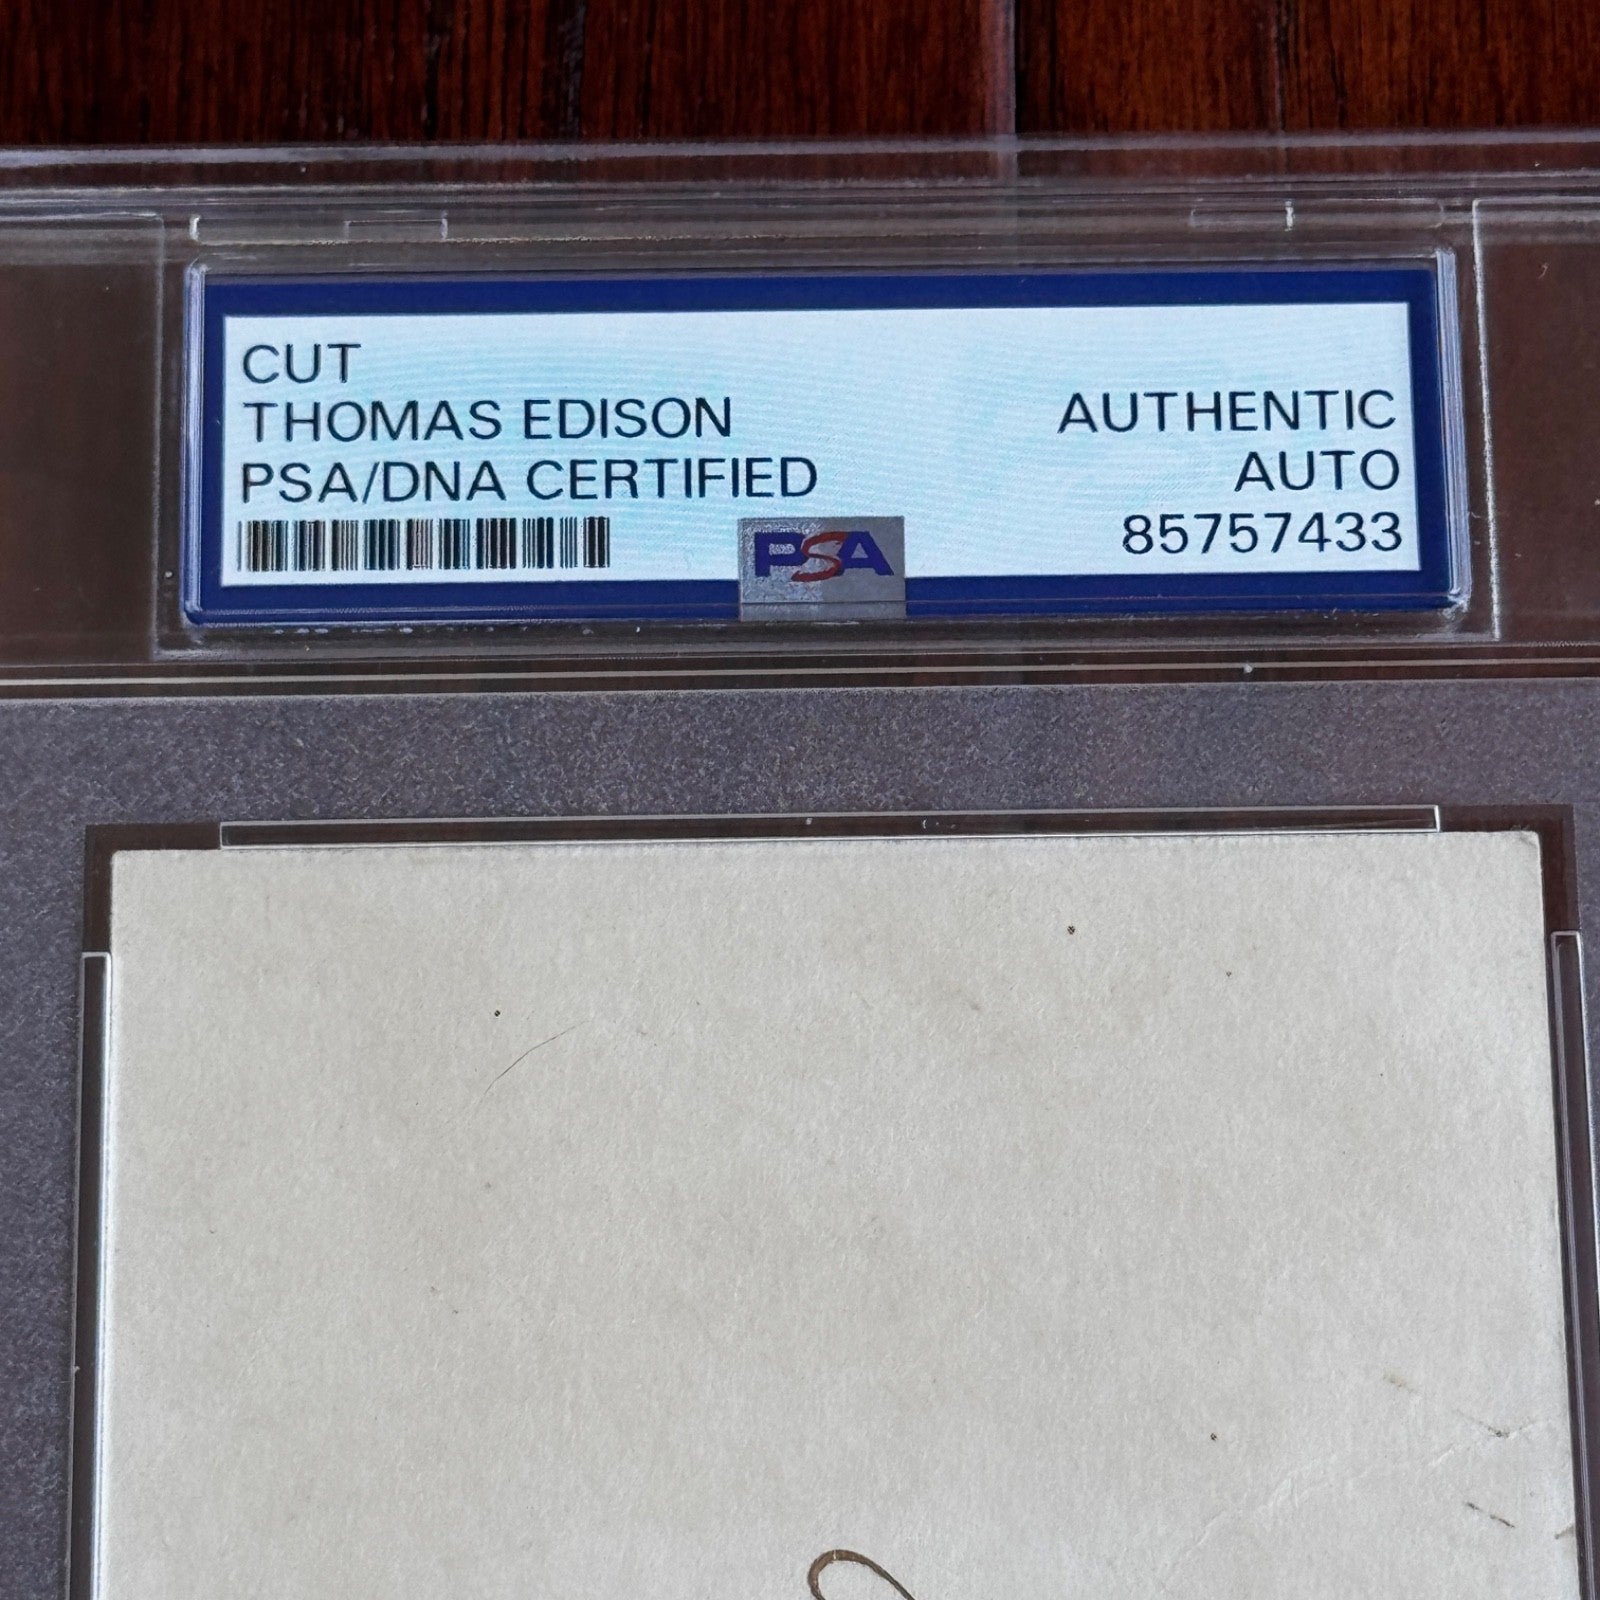 CUT
THOMAS EDISON
PSA/DNA CERTIFIED
AUTHENTIC
AUTO
85757433
PSA